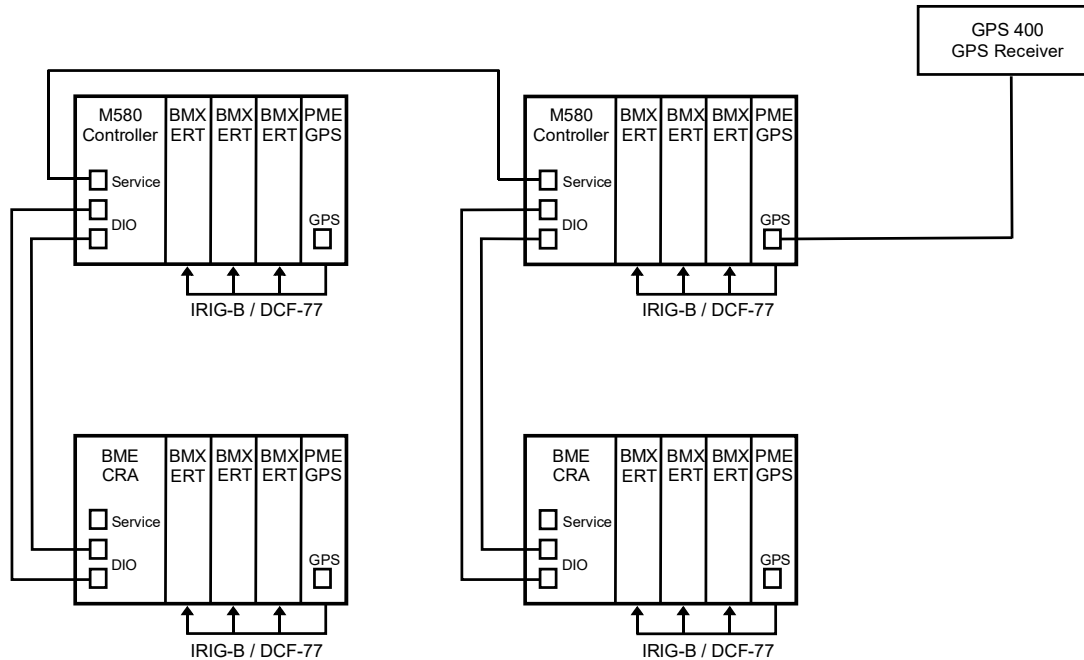 GPS 400
GPS Receiver
M580
Controller
BMX
ERT
BMX
ERT
BMX
ERT
PME
GPS
Service
DIO
GPS
IRIG-B / DCF-77
M580
Controller
BMX
ERT
BMX
ERT
BMX
ERT
PME
GPS
Service
DIO
GPS
IRIG-B / DCF-77
BME
CRA
BMX
ERT
BMX
ERT
BMX
ERT
PME
GPS
Service
DIO
GPS
IRIG-B / DCF-77
BME
CRA
BMX
ERT
BMX
ERT
BMX
ERT
PME
GPS
Service
DIO
GPS
IRIG-B / DCF-77